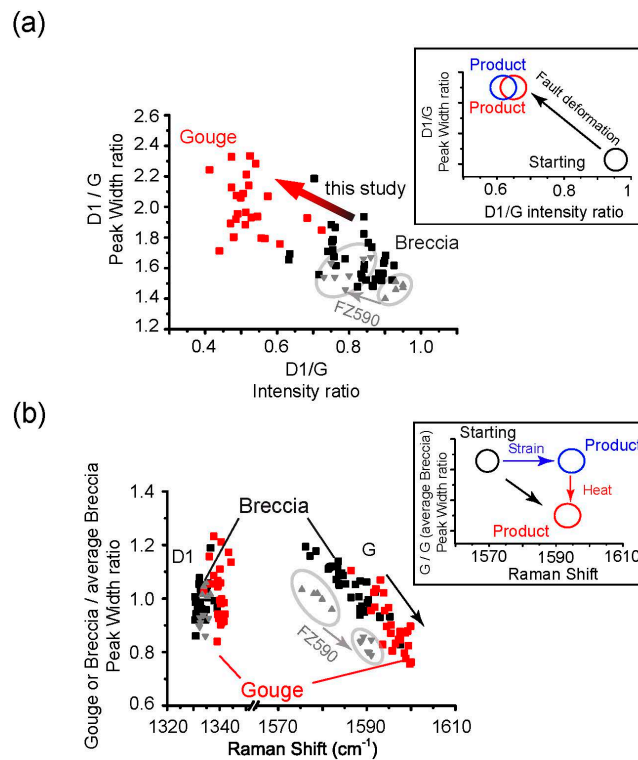 (a)
Product
Product
Fault deformation
Starting
D1/G
Peak Width ratio
0.6
0.8
1
D1/G intensity ratio
2.6
2.4
2.2
2.0
1.8
1.6
1.4
1.2
D1 / G
Peak Width ratio
Gouge
this study
Breccia
FZ590
0.4
0.6
0.8
1.0
D1/G
Intensity ratio
(b)
Starting
Strain
Product
Heat
Product
G / G (average Breccia)
Peak Width ratio
1570
1590
1610
Raman Shift
1.4
1.2
1.0
0.8
0.6
Gouge or Breccia / average Breccia
Peak Width ratio
Breccia
D1
G
FZ590
Gouge
1320
1340
1570
1590
1610
Raman Shift (cm⁻¹)